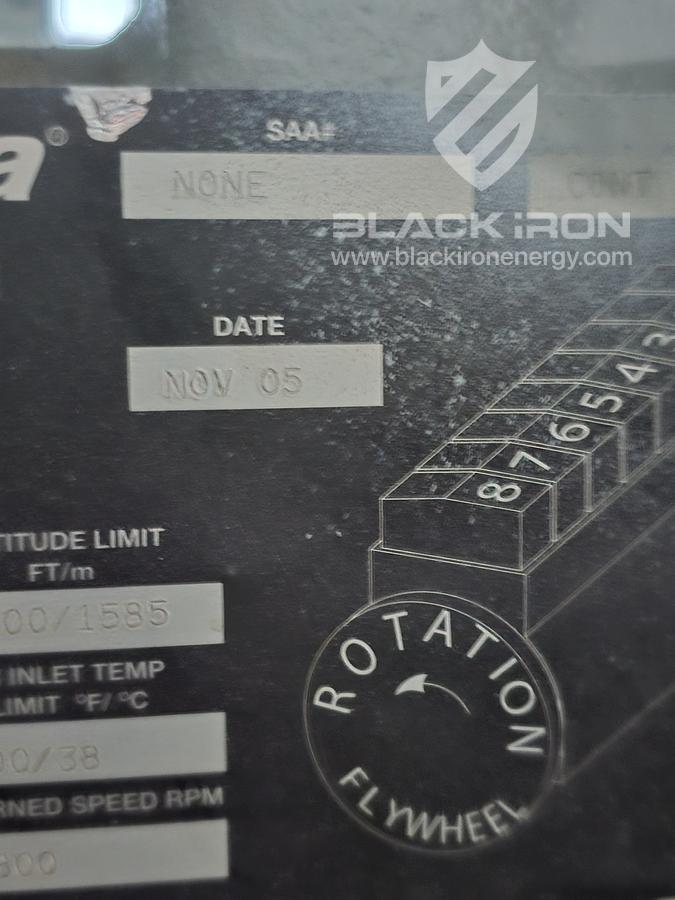 a®
SAA#
NONE
CONT
BLACK iRON
www.blackironenergy.com
DATE
NOV 05
3
4
5
6
7
8
TITUDE LIMIT
FT/m
00/1585
INLET TEMP
LIMIT °F/°C
00/38
RNED SPEED RPM
800
ROTATION
FLYWHEEL